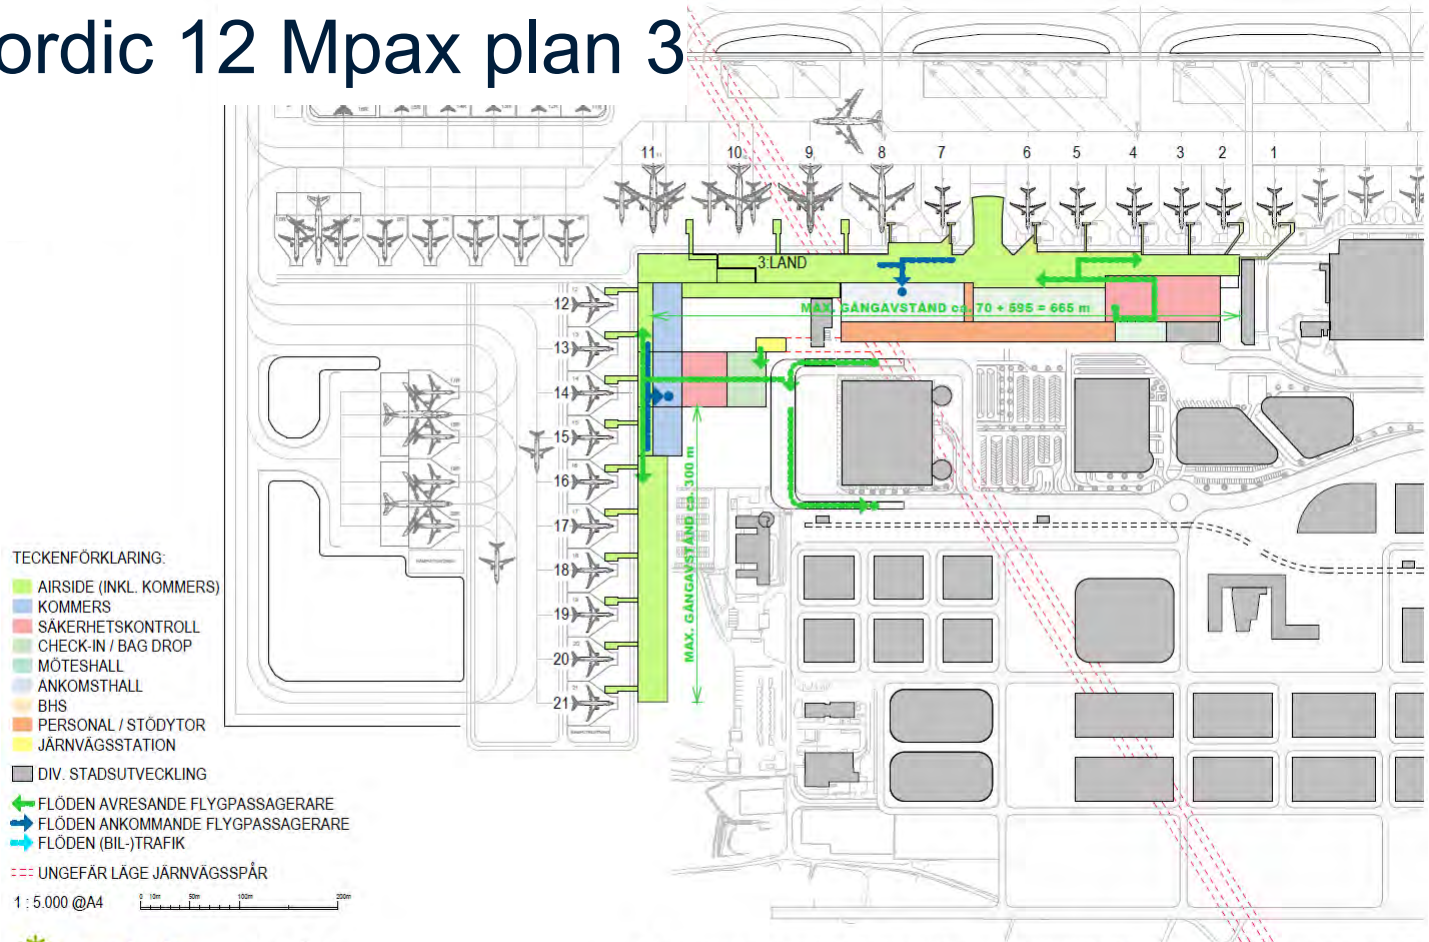 ordic 12 Mpax plan 3
11
10
9
8
7
6
5
4
3
2
1
3:LAND
MAX. GÅNGAVSTÅND ca. 70 + 595 = 665 m
12
13
14
15
16
17
18
19
20
21
MAX. GÅNGAVSTÅND ca. 300 m
TECKENFÖRKLARING:
AIRSIDE (INKL. KOMMERS)
KOMMERS
SÄKERHETSKONTROLL
CHECK-IN / BAG DROP
MÖTESHALL
ANKOMSTHALL
BHS
PERSONAL / STÖDYTOR
JÄRNVÄGSSTATION
DIV. STADSUTVECKLING
FLÖDEN AVRESANDE FLYGPASSAGERARE
FLÖDEN ANKOMMANDE FLYGPASSAGERARE
FLÖDEN (BIL-)TRAFIK
UNGEFÄR LÄGE JÄRNVÄGSSPÅR
1 : 5.000 @A4
0 10m 50m 100m 200m